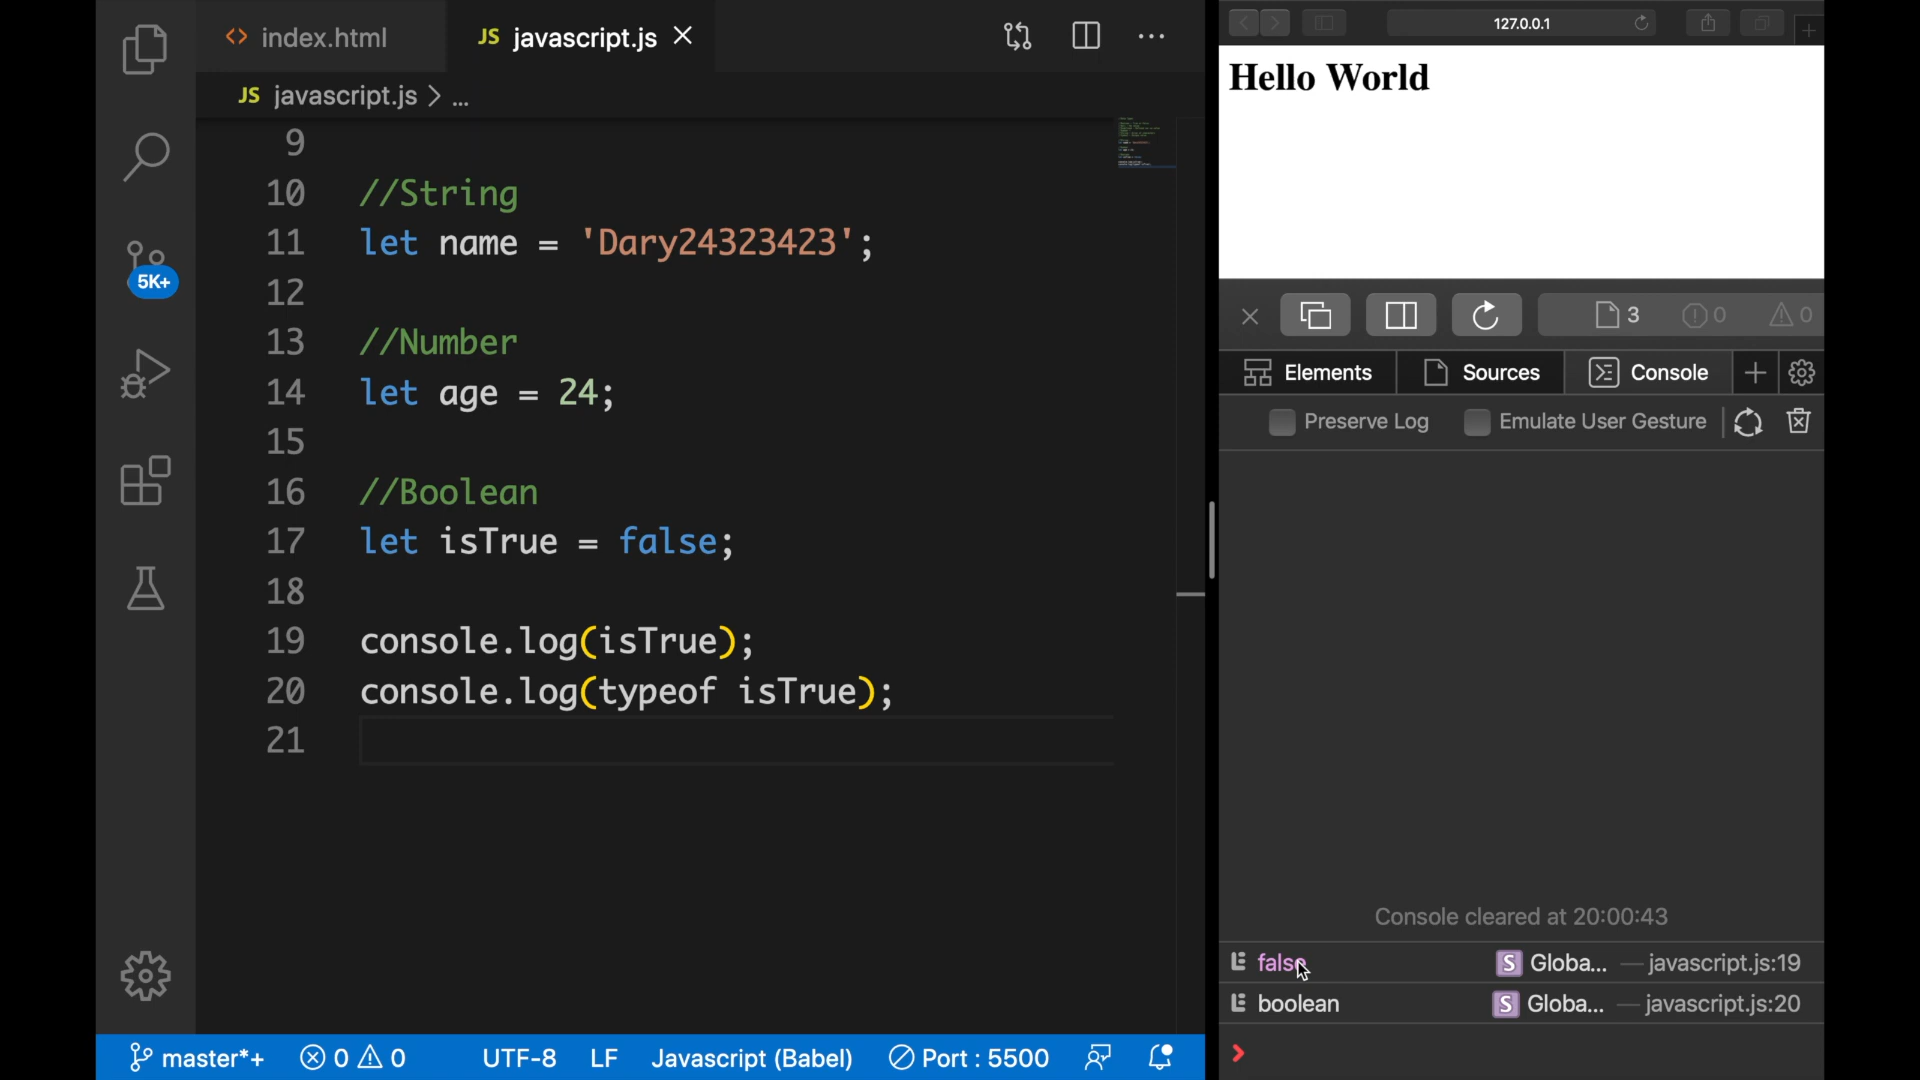 index.html
JS javascript.js
JS javascript.js > ...
9
10 //String
11 let name = 'Dary24323423';
12
13 //Number
14 let age = 24;
15
16 //Boolean
17 let isTrue = false;
18
19 console.log(isTrue);
20 console.log(typeof isTrue);
21
5K+
master*+ 0 0 UTF-8 LF Javascript (Babel) Port : 5500
127.0.0.1
Hello World
3 0 0
Elements Sources Console
Preserve Log Emulate User Gesture
Console cleared at 20:00:43
false S Globa... — javascript.js:19
boolean S Globa... — javascript.js:20